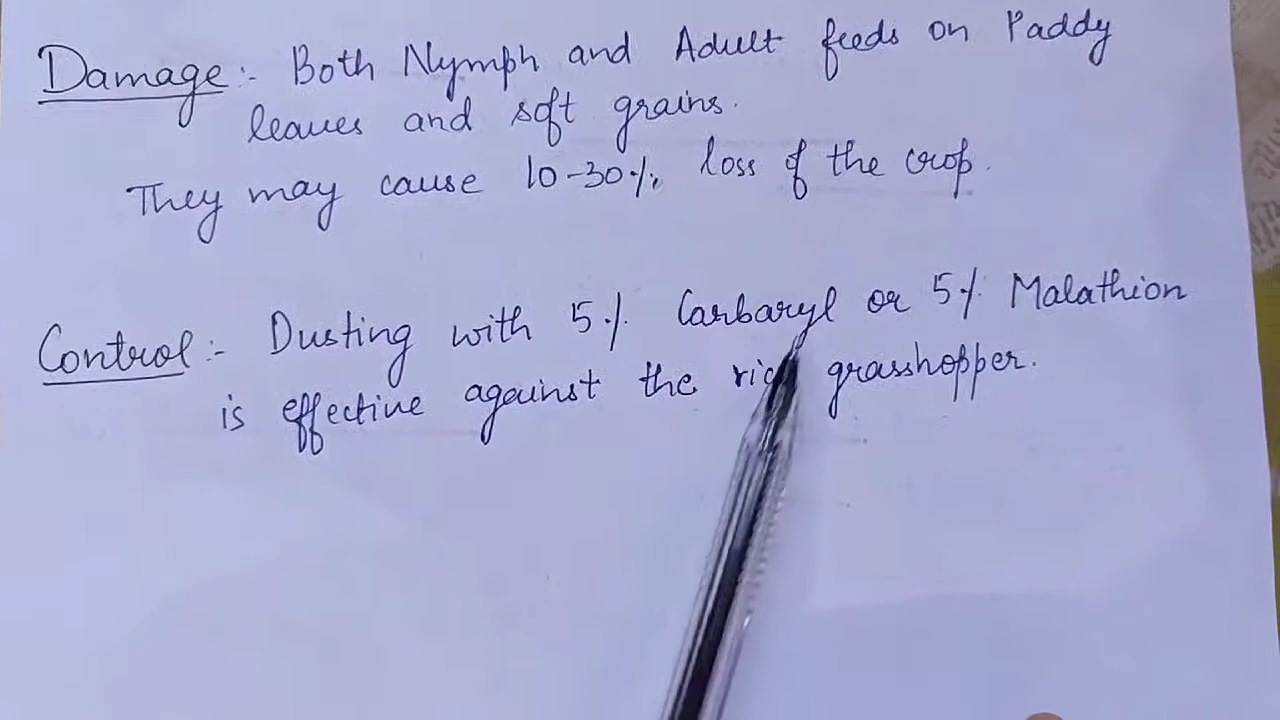 Damage:- Both Nymph and Adult feeds on Paddy
leaves and soft grains.
They may cause 10-30% loss of the crop.
Control:- Dusting with 5% Carbaryl or 5% Malathion
is effective against the grasshopper.